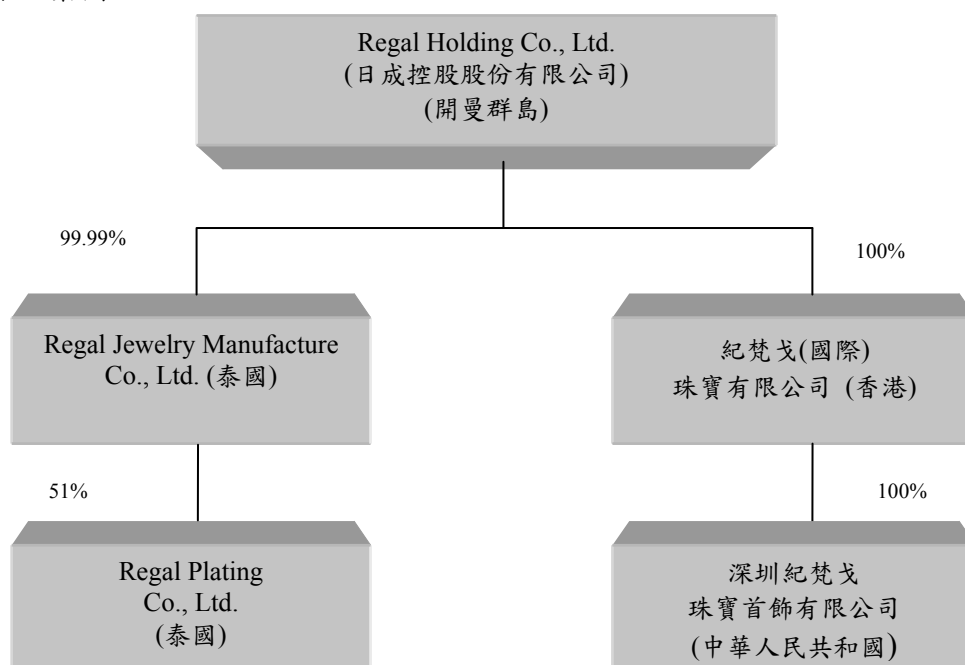 Regal Holding Co., Ltd.
(日成控股股份有限公司)
(開曼群島)
99.99%
100%
Regal Jewelry Manufacture
Co., Ltd. (泰國)
紀梵戈(國際)
珠寶有限公司 (香港)
51%
100%
Regal Plating
Co., Ltd.
(泰國)
深圳紀梵戈
珠寶首飾有限公司
(中華人民共和國)